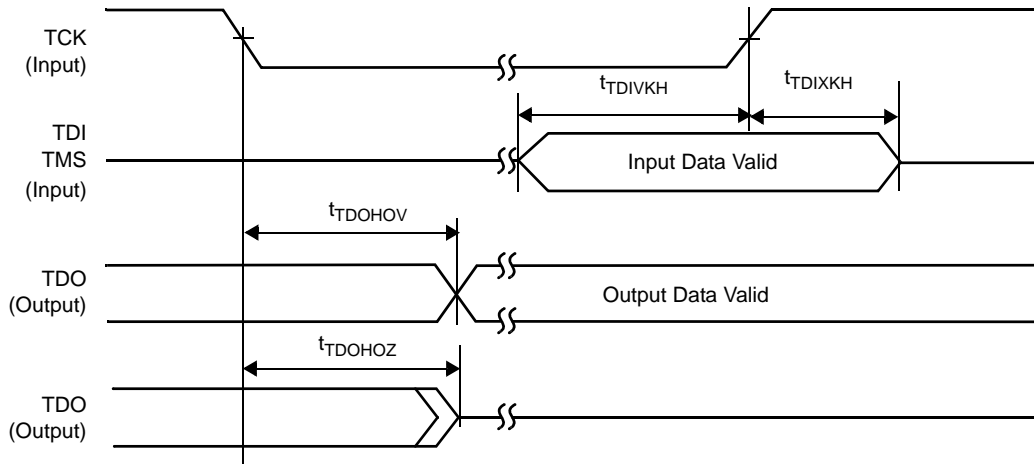 TCK
(Input)
tTDIVKH
tTDIXKH
TDI
TMS
(Input)
Input Data Valid
tTDOHOV
TDO
(Output)
Output Data Valid
tTDOHOZ
TDO
(Output)